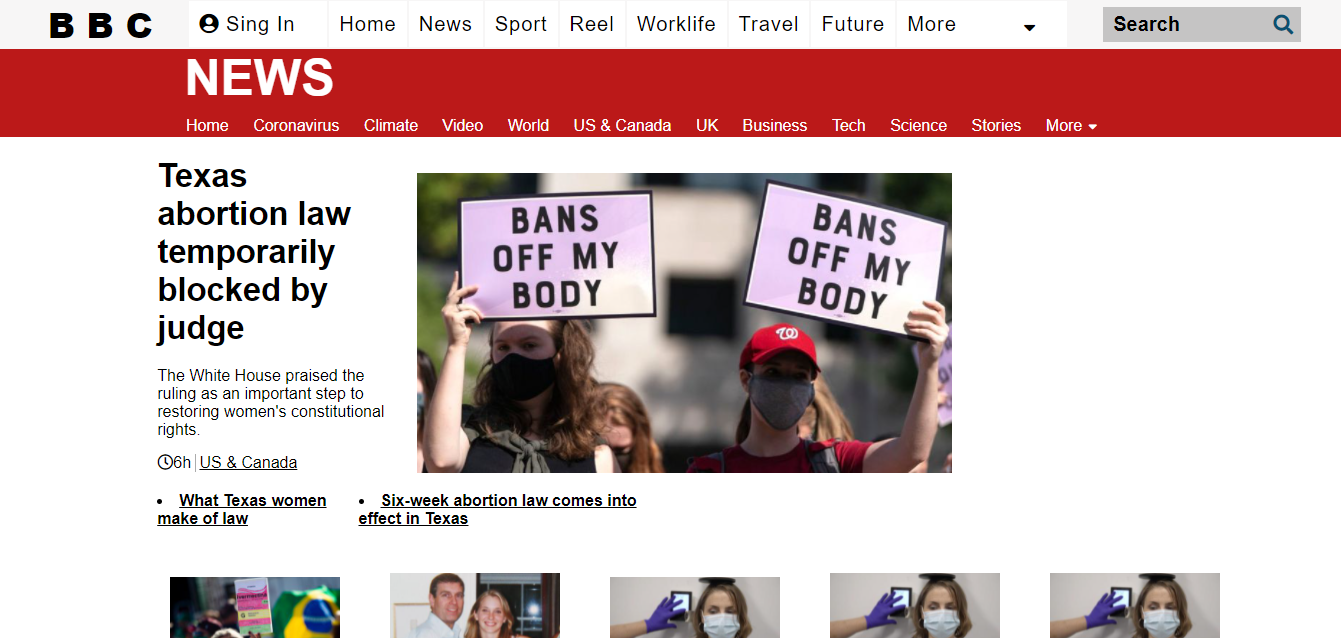 BBC Sing In Home News Sport Reel Worklife Travel Future More Search
NEWS
Home Coronavirus Climate Video World US & Canada UK Business Tech Science Stories More
Texas
abortion law
temporarily
blocked by
judge
The White House praised the
ruling as an important step to
restoring women's constitutional
rights.
6h US & Canada
BANS
OFF MY
BODY
BANS
OFF MY
BODY
W
What Texas women
make of law
Six-week abortion law comes into
effect in Texas